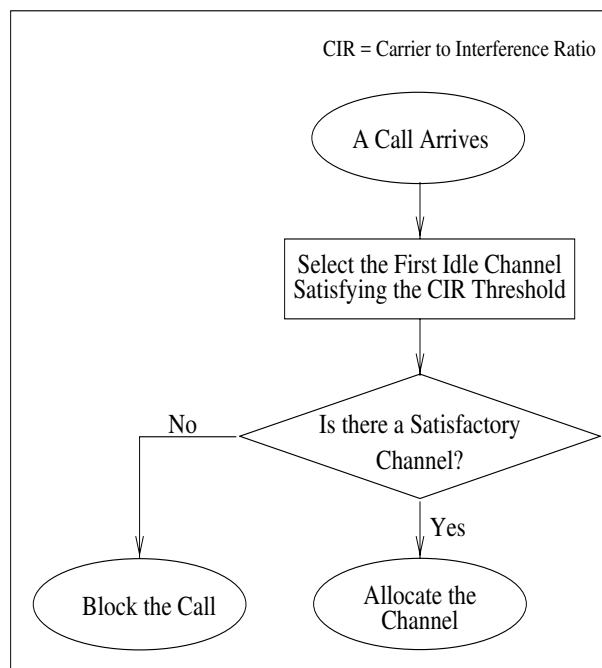 CIR = Carrier to Interference Ratio
A Call Arrives
Select the First Idle Channel
Satisfying the CIR Threshold
Is there a Satisfactory
Channel?
No
Yes
Block the Call
Allocate the
Channel